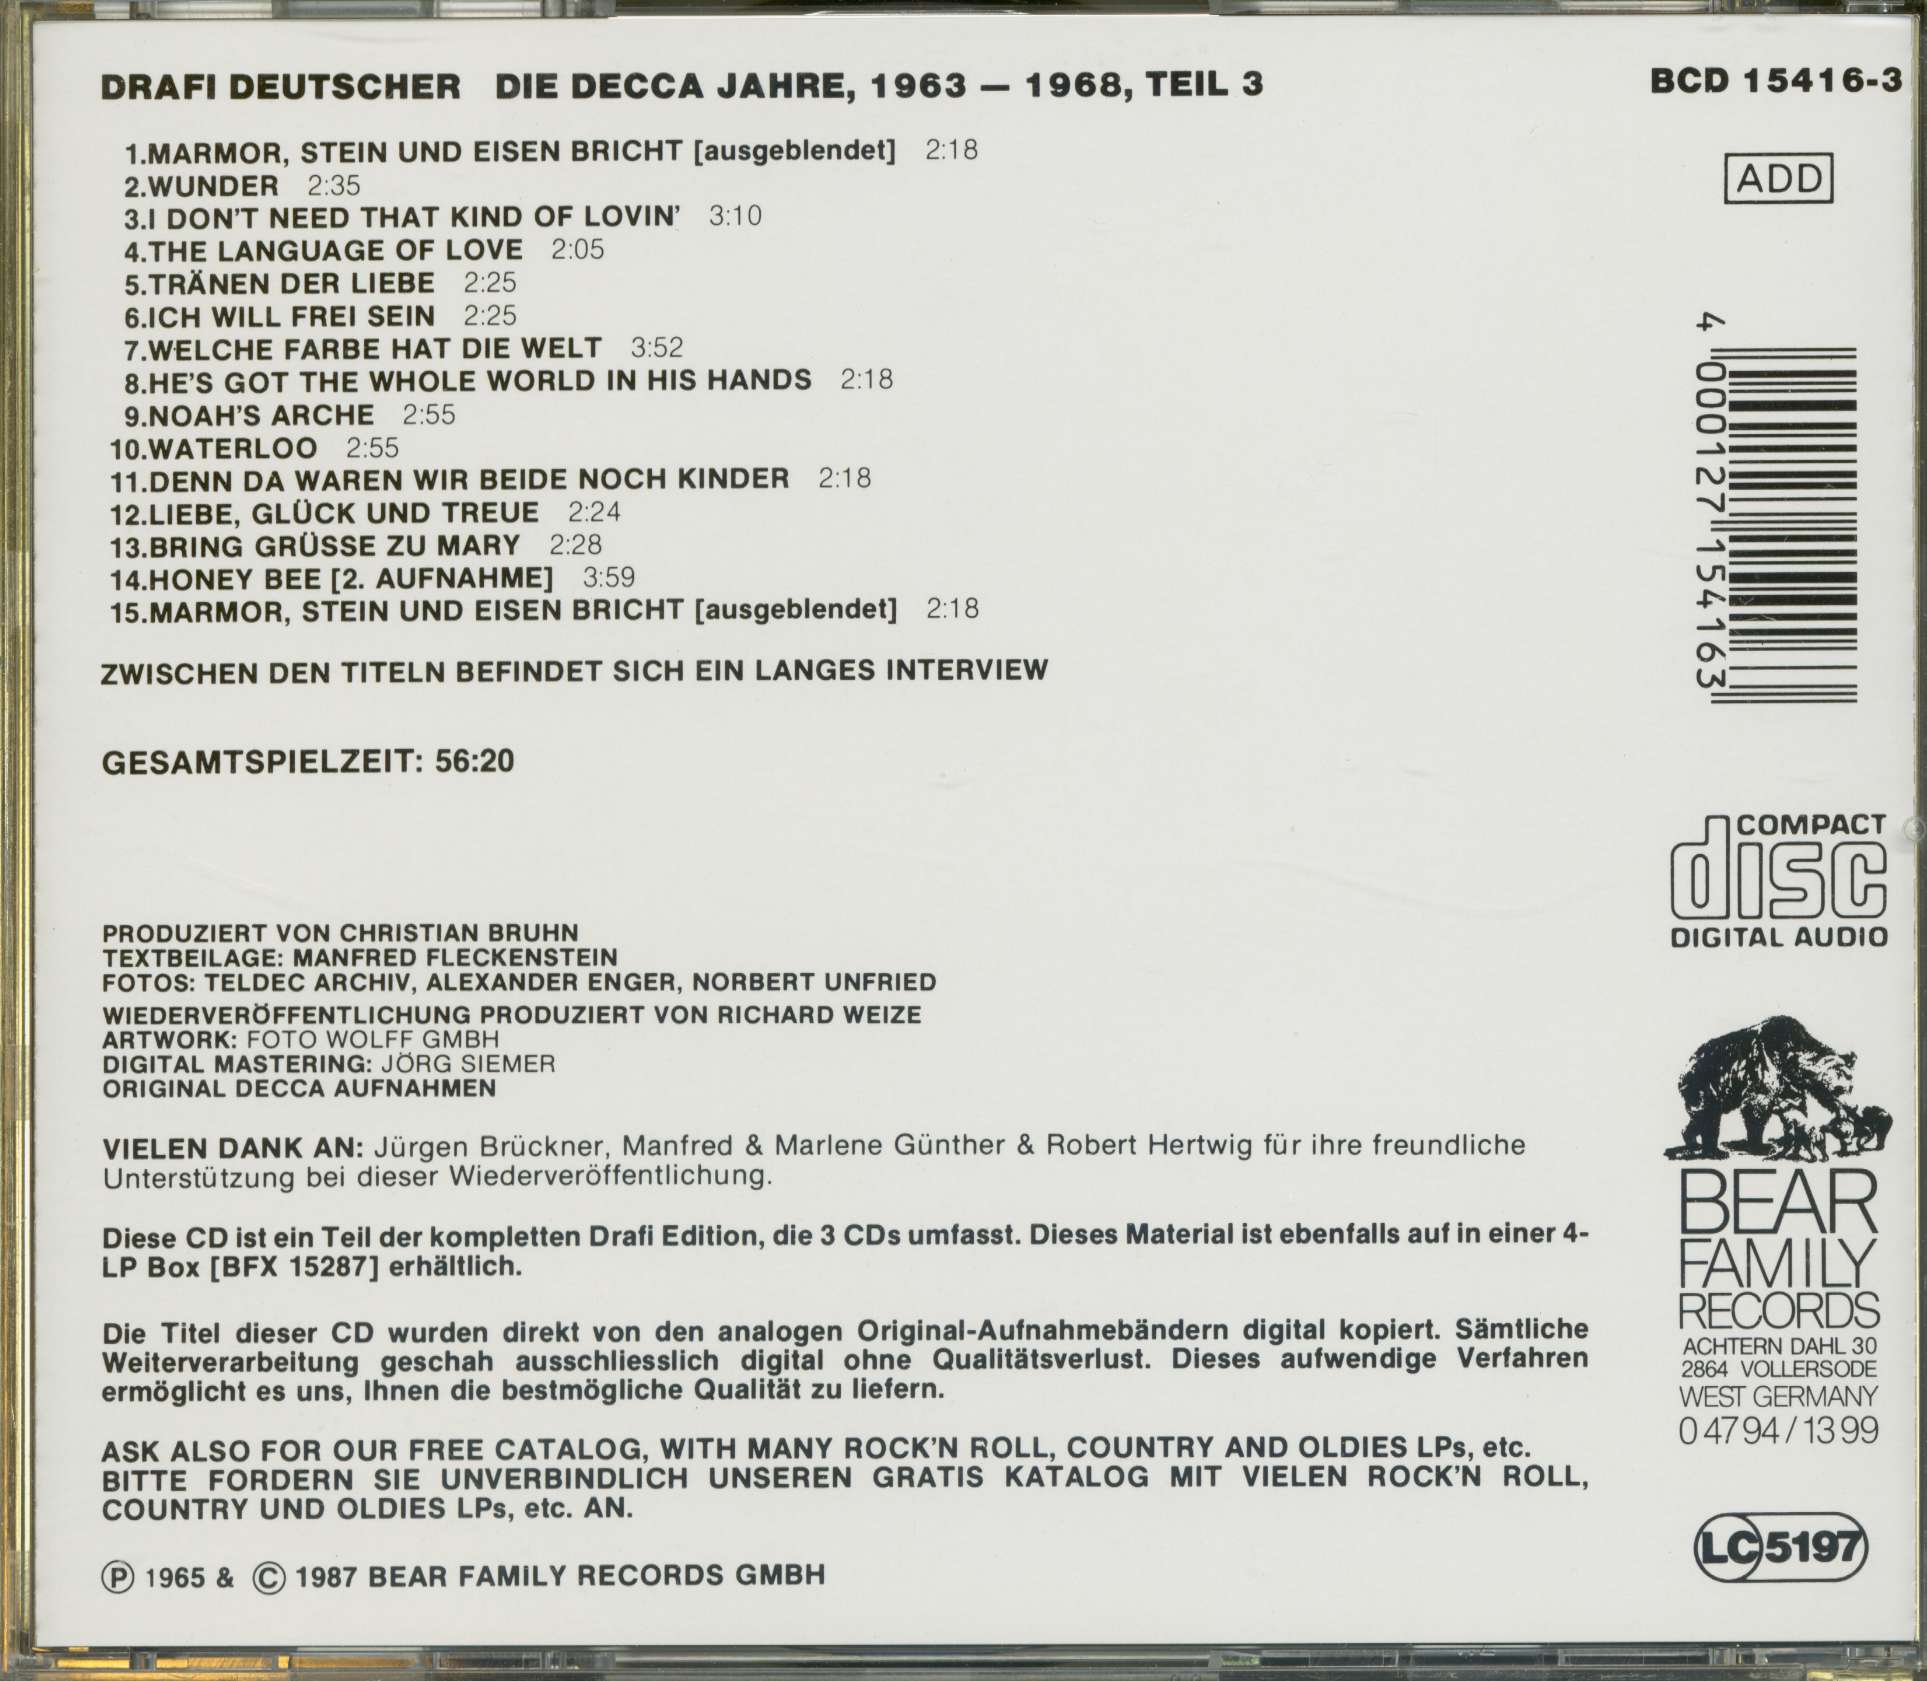 DRAFI DEUTSCHER DIE DECCA JAHRE, 1963 — 1968, TEIL 3
BCD 15416-3
1.MARMOR, STEIN UND EISEN BRICHT [ausgeblendet] 2:18
2.WUNDER 2:35
3.I DON'T NEED THAT KIND OF LOVIN' 3:10
4.THE LANGUAGE OF LOVE 2:05
5.TRÄNEN DER LIEBE 2:25
6.ICH WILL FREI SEIN 2:25
7.WELCHE FARBE HAT DIE WELT 3:52
8.HE'S GOT THE WHOLE WORLD IN HIS HANDS 2:18
9.NOAH'S ARCHE 2:55
10.WATERLOO 2:55
11.DENN DA WAREN WIR BEIDE NOCH KINDER 2:18
12.LIEBE, GLÜCK UND TREUE 2:24
13.BRING GRÜSSE ZU MARY 2:28
14.HONEY BEE [2. AUFNAHME] 3:59
15.MARMOR, STEIN UND EISEN BRICHT [ausgeblendet] 2:18
ZWISCHEN DEN TITELN BEFINDET SICH EIN LANGES INTERVIEW
GESAMTSPIELZEIT: 56:20
PRODUZIERT VON CHRISTIAN BRUHN
TEXTBEILAGE: MANFRED FLECKENSTEIN
FOTOS: TELDEC ARCHIV, ALEXANDER ENGER, NORBERT UNFRIED
WIEDERVERÖFFENTLICHUNG PRODUZIERT VON RICHARD WEIZE
ARTWORK: FOTO WOLFF GMBH
DIGITAL MASTERING: JÖRG SIEMER
ORIGINAL DECCA AUFNAHMEN
VIELEN DANK AN: Jürgen Brückner, Manfred & Marlene Günther & Robert Hertwig für ihre freundliche
Unterstützung bei dieser Wiederveröffentlichung.
Diese CD ist ein Teil der kompletten Drafi Edition, die 3 CDs umfasst. Dieses Material ist ebenfalls auf in einer 4-
LP Box [BFX 15287] erhältlich.
Die Titel dieser CD wurden direkt von den analogen Original-Aufnahmebändern digital kopiert. Sämtliche
Weiterverarbeitung geschah ausschliesslich digital ohne Qualitätsverlust. Dieses aufwendige Verfahren
ermöglicht es uns, Ihnen die bestmögliche Qualität zu liefern.
ASK ALSO FOR OUR FREE CATALOG, WITH MANY ROCK'N ROLL, COUNTRY AND OLDIES LPs, etc.
BITTE FORDERN SIE UNVERBINDLICH UNSEREN GRATIS KATALOG MIT VIELEN ROCK'N ROLL,
COUNTRY UND OLDIES LPs, etc. AN.
Ⓟ 1965 & © 1987 BEAR FAMILY RECORDS GMBH
ADD
4 000127 154163
COMPACT
disc
DIGITAL AUDIO
BEAR
FAMILY
RECORDS
ACHTERN DAHL 30
2864 VOLLERSODE
WEST GERMANY
0 47 94 / 13 99
LC 5197